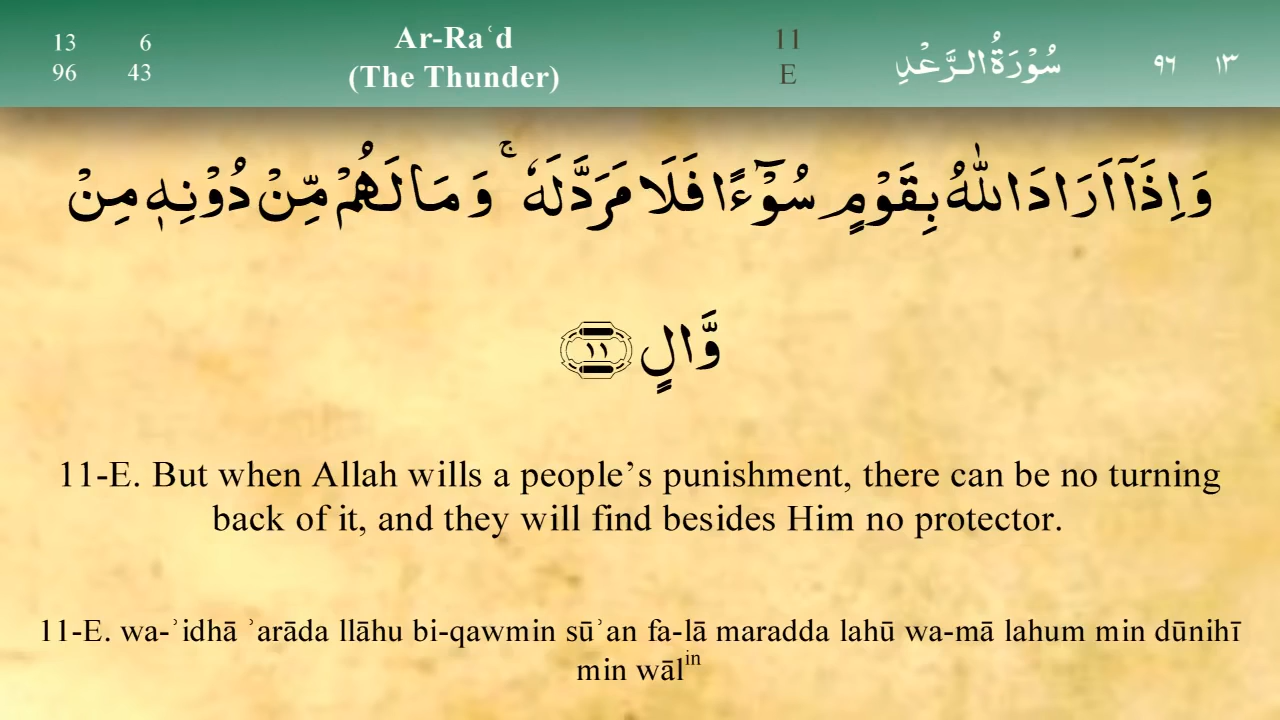 13 6
96 43
Ar-Raʿd
(The Thunder)
11
E
سُوْرَةُ الرَّعْدِ
٩٦ ١٣
وَاِذَآ اَرَادَ اللّٰهُ بِقَوْمٍ سُوْٓءًا فَلَا مَرَدَّ لَهٗ ۚ وَمَا لَهُمْ مِّنْ دُوْنِهٖ مِنْ
وَّالٍ ١١
11-E. But when Allah wills a people’s punishment, there can be no turning
back of it, and they will find besides Him no protector.
11-E. wa-ʾidhā ʾarāda llāhu bi-qawmin sūʾan fa-lā maradda lahū wa-mā lahum min dūnihī
min wālin